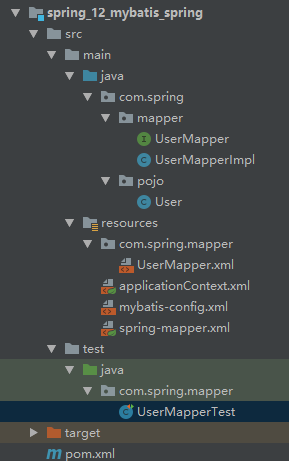 spring_12_mybatis_spring
src
main
java
com.spring
mapper
UserMapper
UserMapperImpl
pojo
User
resources
com.spring.mapper
UserMapper.xml
applicationContext.xml
mybatis-config.xml
spring-mapper.xml
test
java
com.spring.mapper
UserMapperTest
target
pom.xml